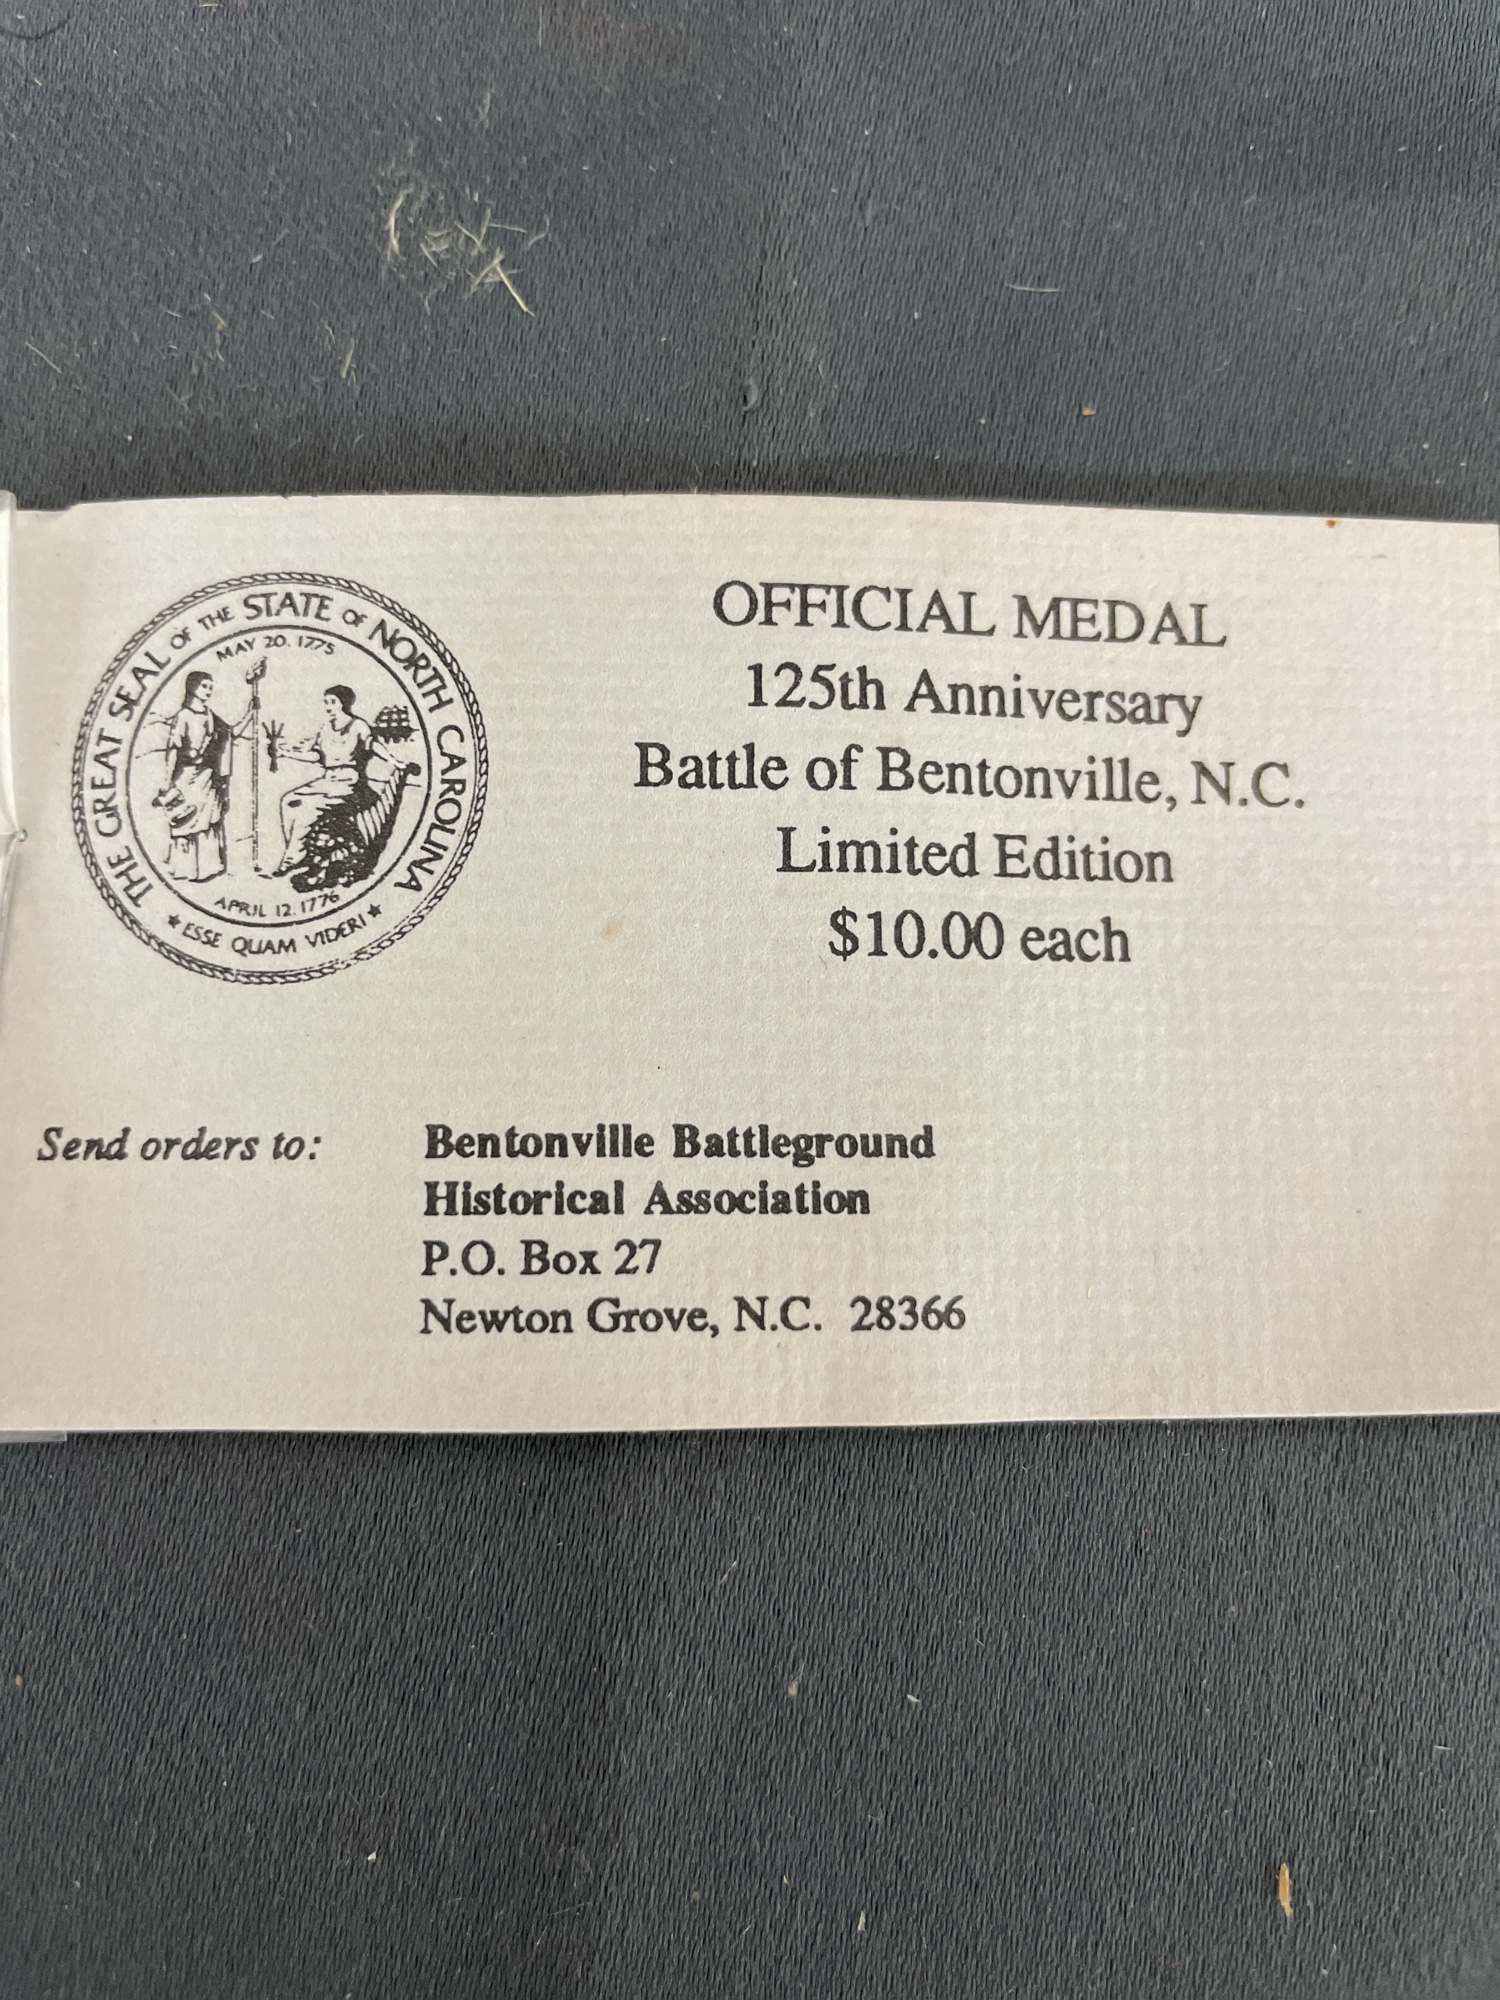 THE GREAT SEAL OF THE STATE OF NORTH CAROLINA
MAY 20, 1775
APRIL 12, 1776
★ ESSE QUAM VIDERI ★
OFFICIAL MEDAL
125th Anniversary
Battle of Bentonville, N.C.
Limited Edition
$10.00 each
Send orders to:
Bentonville Battleground
Historical Association
P.O. Box 27
Newton Grove, N.C. 28366